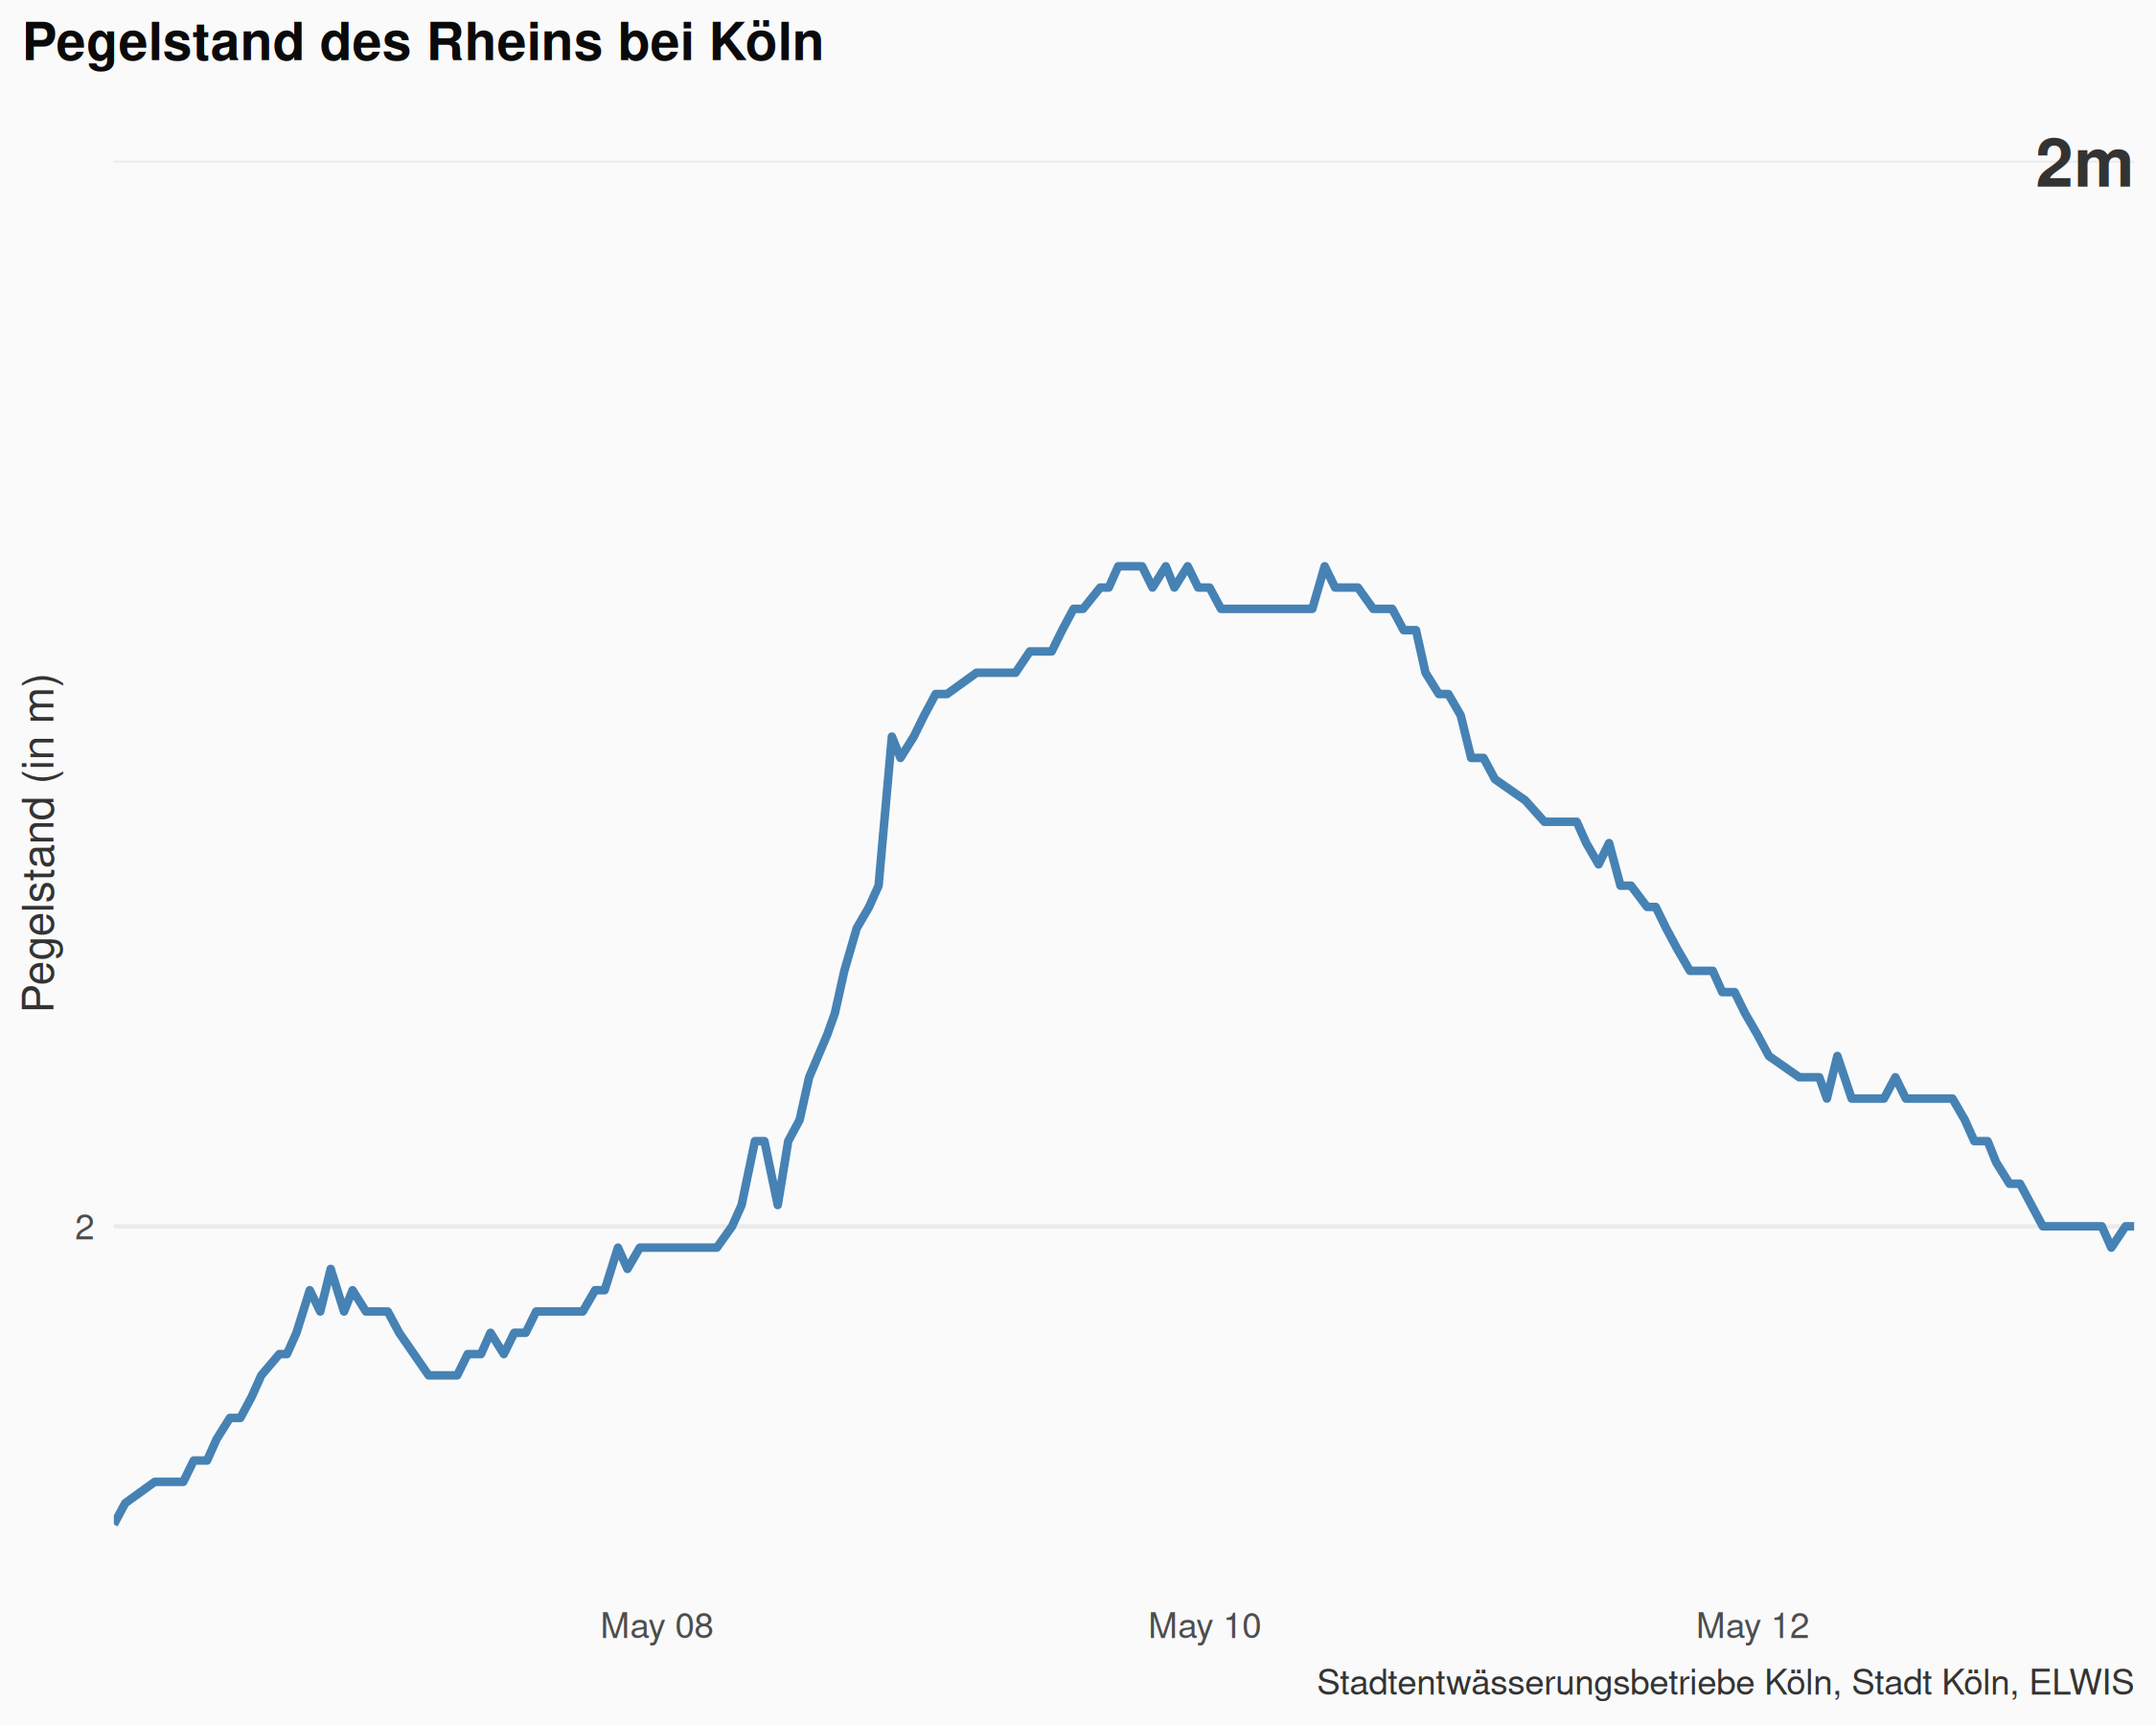 Pegelstand des Rheins bei Köln
2m
Pegelstand (in m)
2
May 08
May 10
May 12
Stadtentwässerungsbetriebe Köln, Stadt Köln, ELWIS